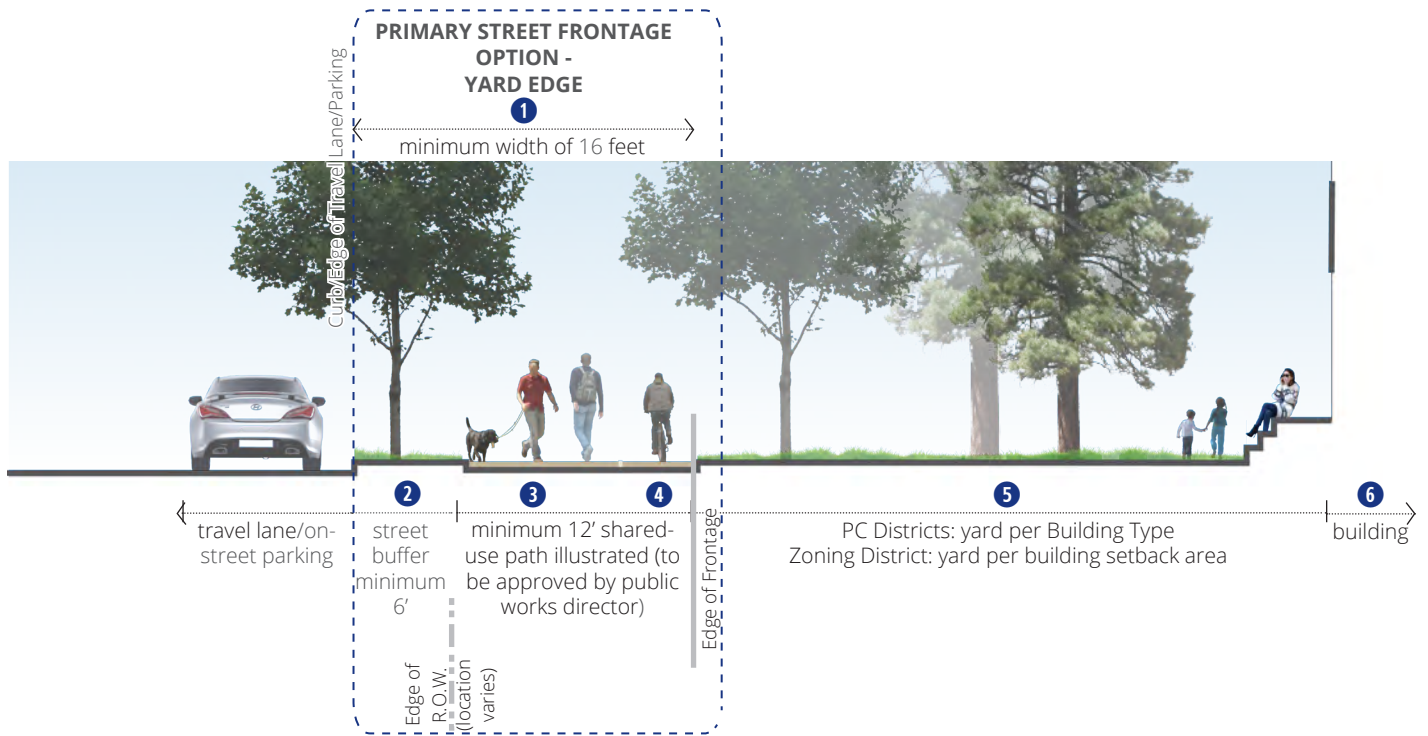 PRIMARY STREET FRONTAGE
OPTION -
YARD EDGE
1
minimum width of 16 feet
Curb/Edge of Travel Lane/Parking
2
3
4
5
6
travel lane/on-
street parking
street
buffer
minimum
6’
minimum 12’ shared-
use path illustrated (to
be approved by public
works director)
Edge of Frontage
PC Districts: yard per Building Type
Zoning District: yard per building setback area
building
Edge of
R.O.W.
(location
varies)